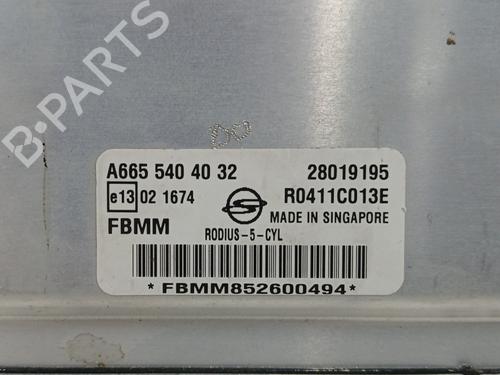 B-PARTS
A665 540 40 32 28019195
e13 02 1674 R0411C013E
FBMM MADE IN SINGAPORE
RODIUS-5-CYL
* FBMM852600494 *